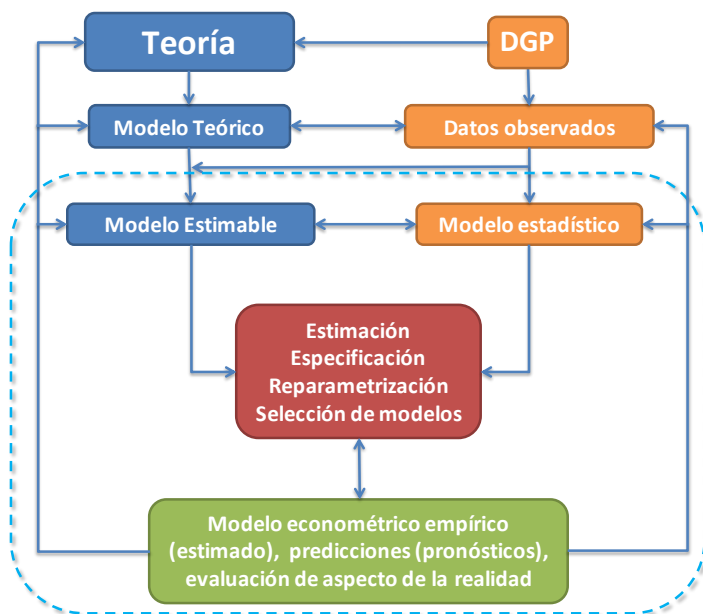 Teoría
DGP
Modelo Teórico
Datos observados
Modelo Estimable
Modelo estadístico
Estimación
Especificación
Reparametrización
Selección de modelos
Modelo econométrico empírico
(estimado), predicciones (pronósticos),
evaluación de aspecto de la realidad